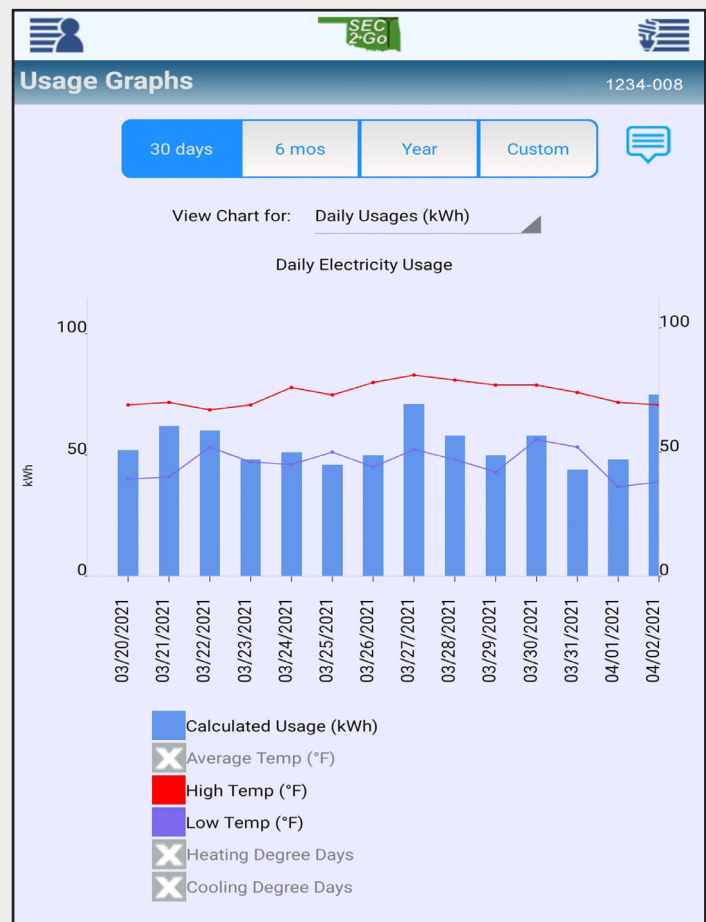 SEC
2•Go
Usage Graphs
1234-008
30 days 6 mos Year Custom
View Chart for: Daily Usages (kWh)
Daily Electricity Usage
100 100
50 50
kWh
0 0
03/20/2021
03/21/2021
03/22/2021
03/23/2021
03/24/2021
03/25/2021
03/26/2021
03/27/2021
03/28/2021
03/29/2021
03/30/2021
03/31/2021
04/01/2021
04/02/2021
Calculated Usage (kWh)
Average Temp (°F)
High Temp (°F)
Low Temp (°F)
Heating Degree Days
Cooling Degree Days